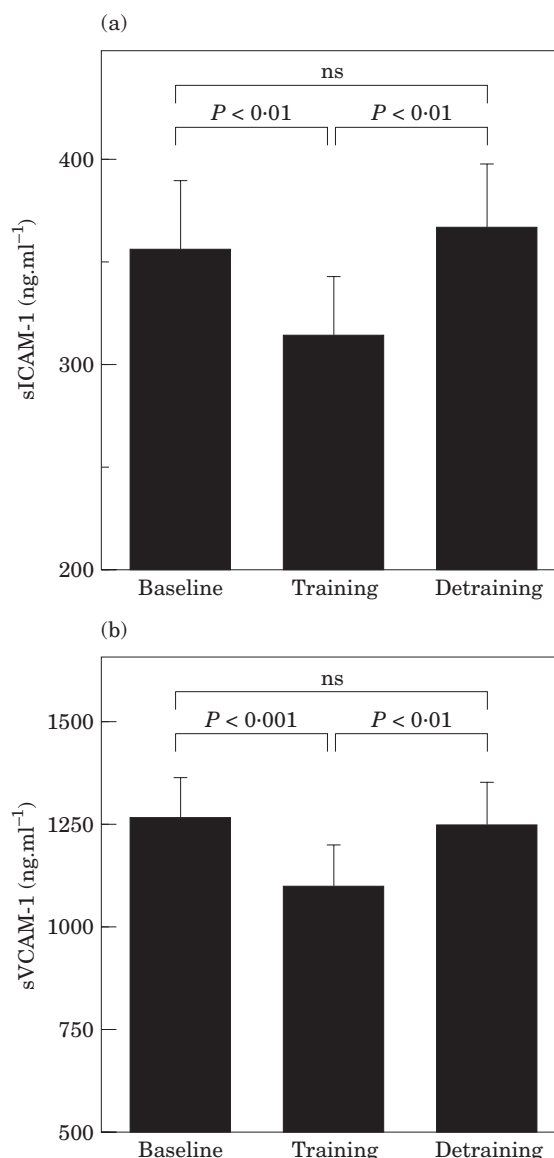 (a)
ns
P < 0·01 P < 0·01
400
300
200
sICAM-1 (ng.ml⁻¹)
Baseline Training Detraining
(b)
ns
P < 0·001 P < 0·01
1500
1250
1000
750
500
sVCAM-1 (ng.ml⁻¹)
Baseline Training Detraining